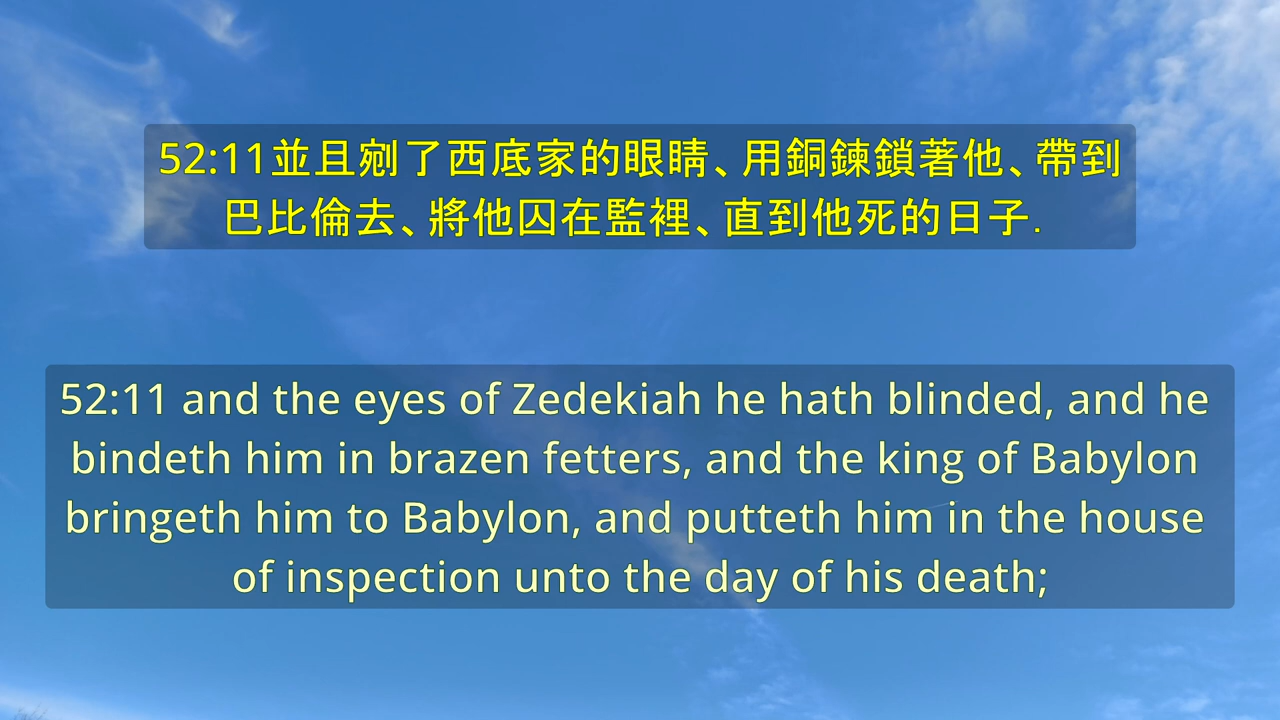 52:11並且剜了西底家的眼睛、用銅鍊鎖著他、帶到
巴比倫去、將他囚在監裡、直到他死的日子.
52:11 and the eyes of Zedekiah he hath blinded, and he
bindeth him in brazen fetters, and the king of Babylon
bringeth him to Babylon, and putteth him in the house
of inspection unto the day of his death;